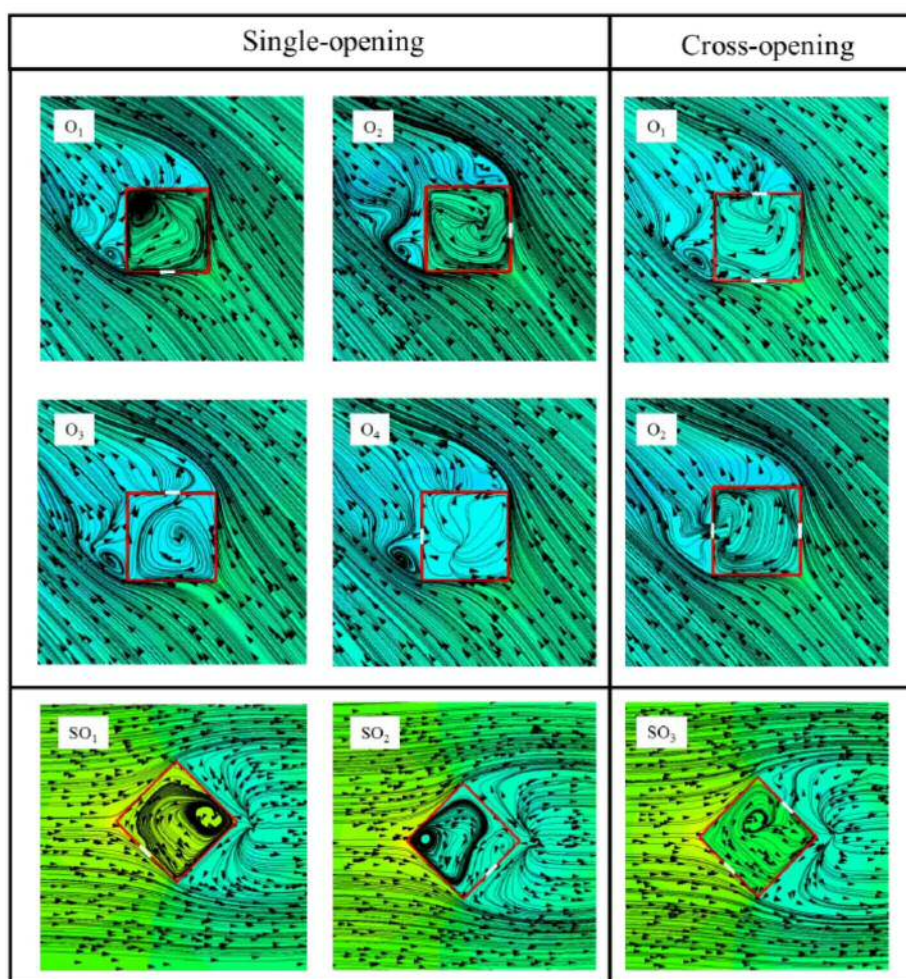 Single-opening Cross-opening
O₁ O₂ O₁
O₃ O₄ O₂
SO₁ SO₂ SO₃